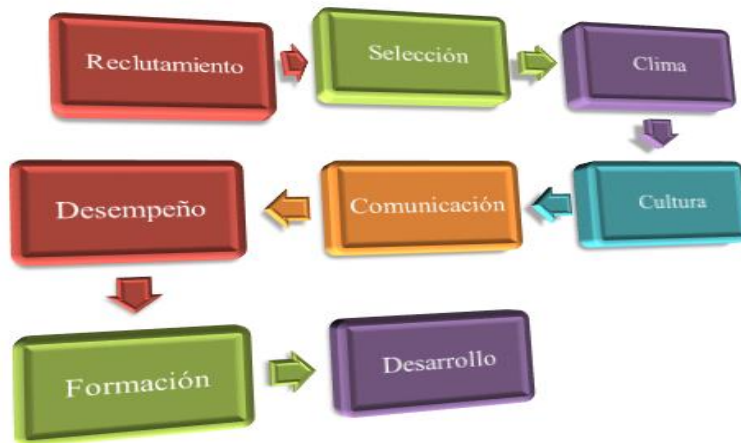 Reclutamiento
Selección
Clima
Cultura
Comunicación
Desempeño
Formación
Desarrollo